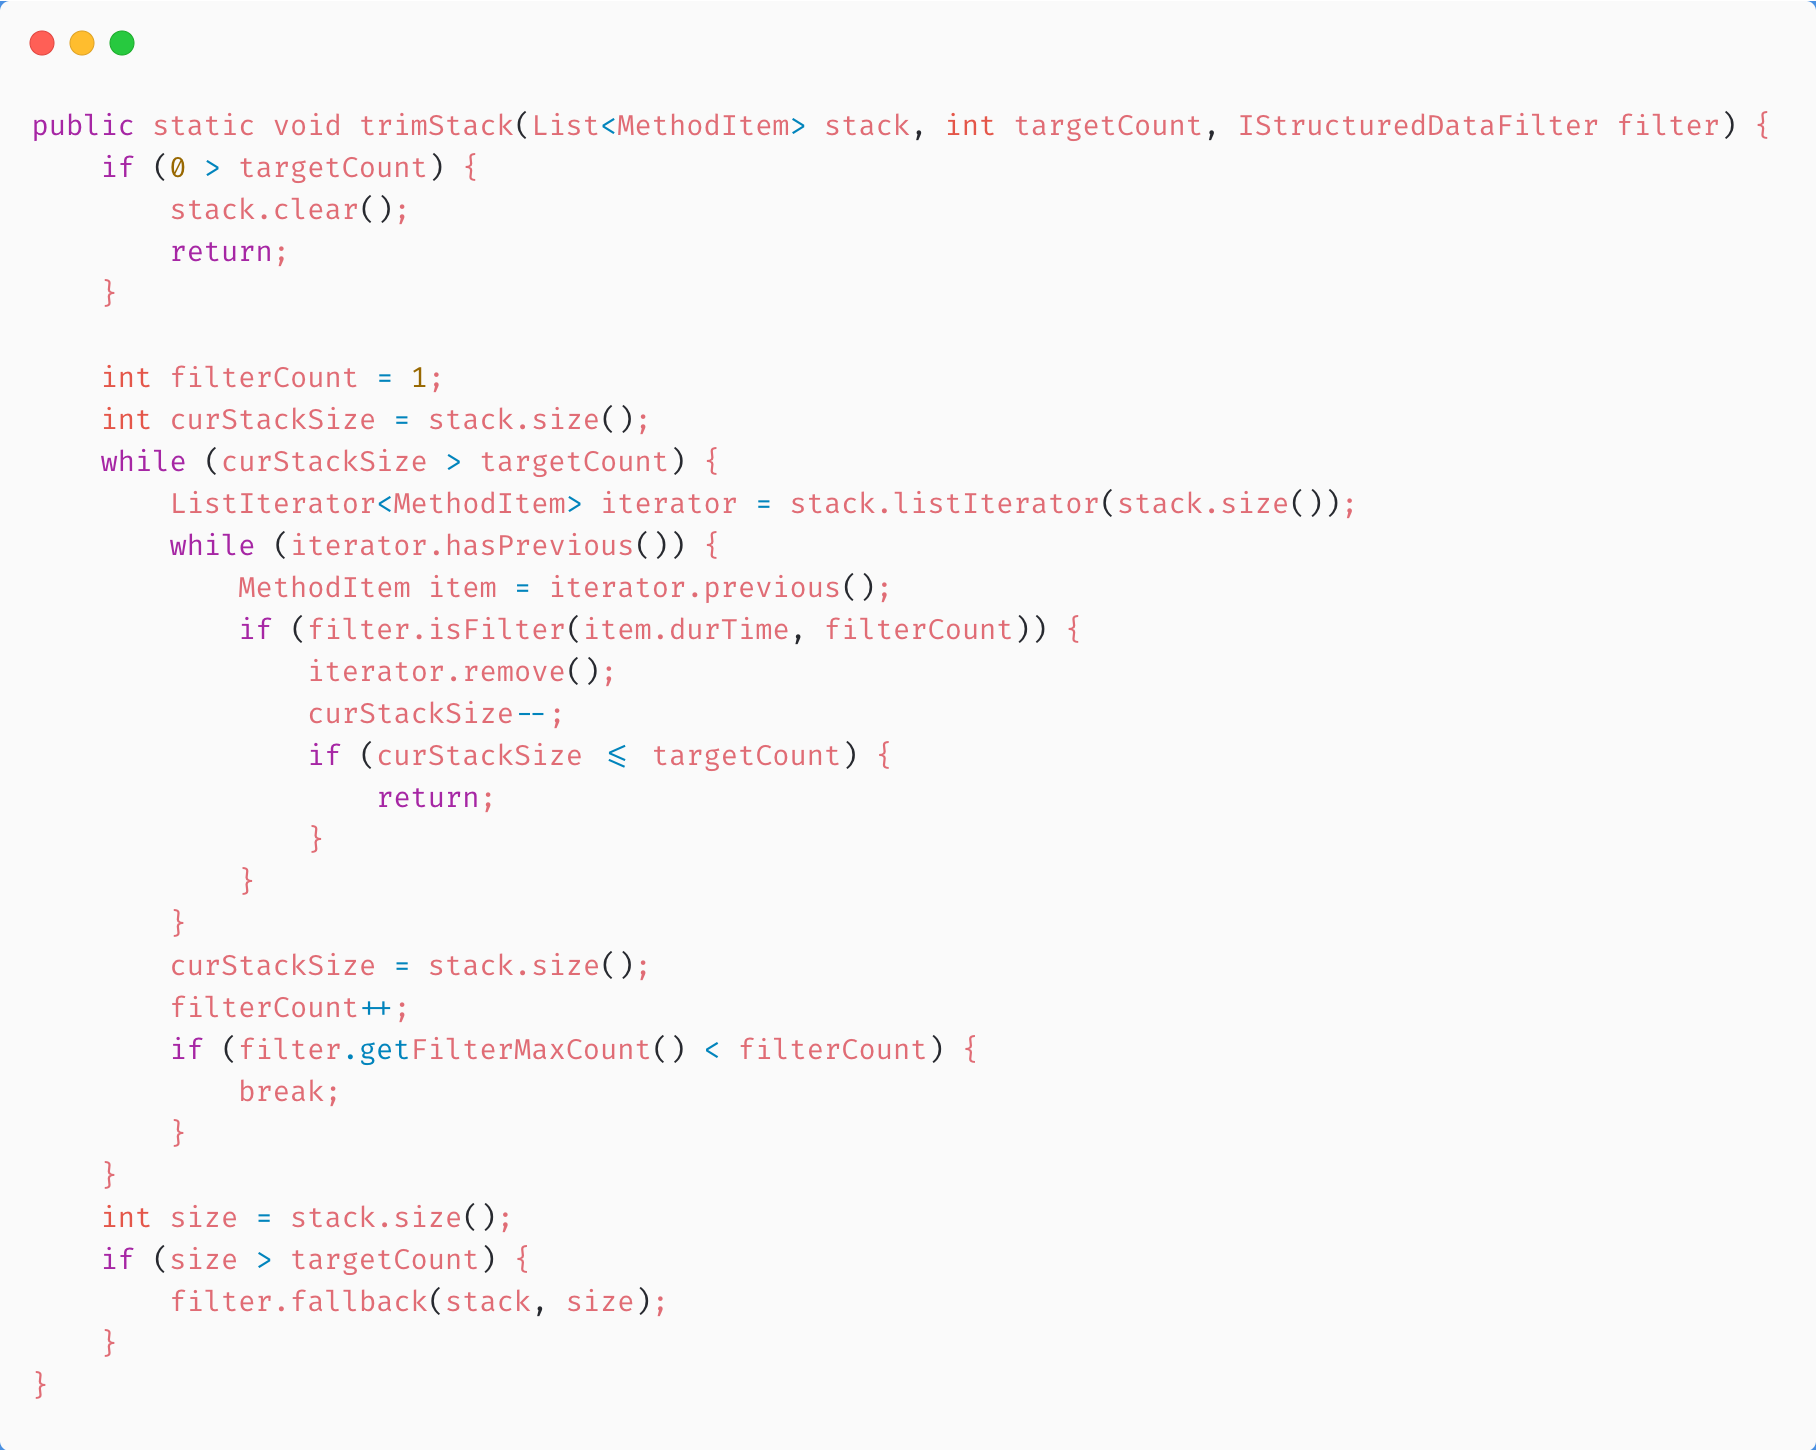 public static void trimStack(List<MethodItem> stack, int targetCount, IStructuredDataFilter filter) {
    if (0 > targetCount) {
        stack.clear();
        return;
    }

    int filterCount = 1;
    int curStackSize = stack.size();
    while (curStackSize > targetCount) {
        ListIterator<MethodItem> iterator = stack.listIterator(stack.size());
        while (iterator.hasPrevious()) {
            MethodItem item = iterator.previous();
            if (filter.isFilter(item.durTime, filterCount)) {
                iterator.remove();
                curStackSize--;
                if (curStackSize <= targetCount) {
                    return;
                }
            }
        }
        curStackSize = stack.size();
        filterCount++;
        if (filter.getFilterMaxCount() < filterCount) {
            break;
        }
    }
    int size = stack.size();
    if (size > targetCount) {
        filter.fallback(stack, size);
    }
}